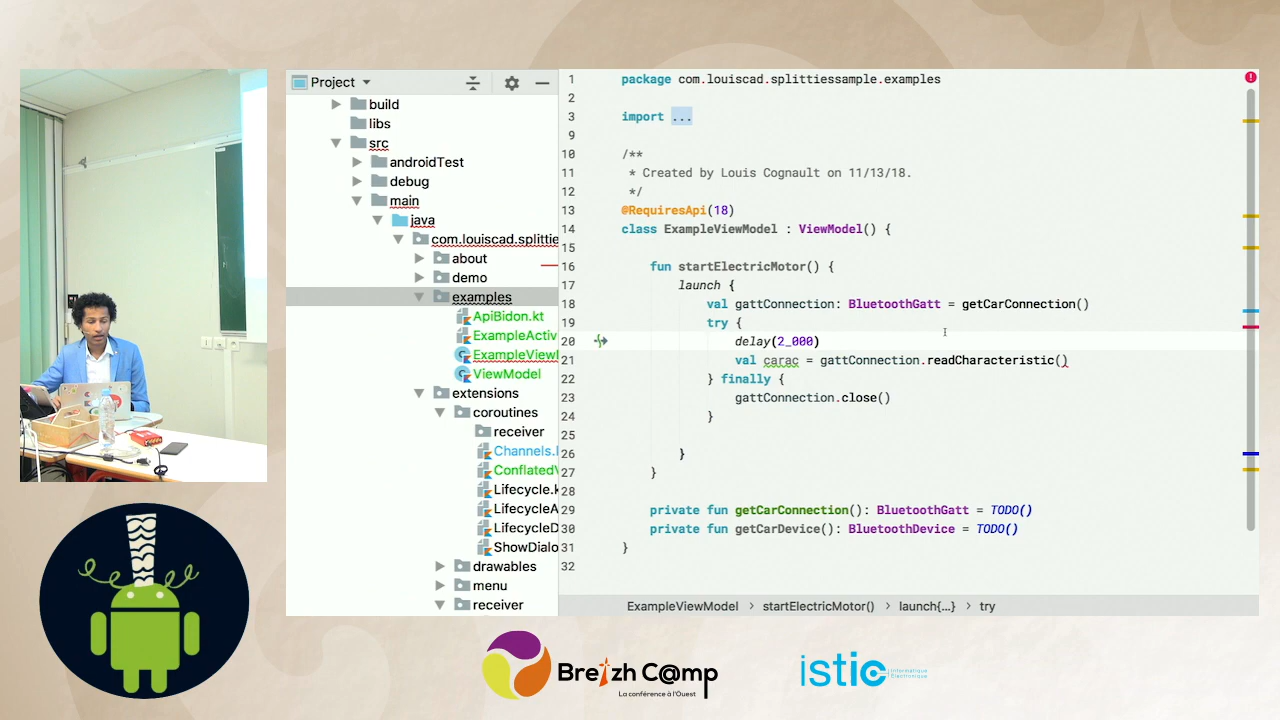 Project
build
libs
src
androidTest
debug
main
java
com.louiscad.splittie
about
demo
examples
ApiBidon.kt
ExampleActiv
ExampleViewM
ViewModel
extensions
coroutines
receiver
Channels.
ConflatedV
Lifecycle.k
LifecycleA
LifecycleD
ShowDialo
drawables
menu
receiver
1 package com.louiscad.splittiessample.examples
2
3 import ...
9
10 /**
11 * Created by Louis Cognault on 11/13/18.
12 */
13 @RequiresApi(18)
14 class ExampleViewModel : ViewModel() {
15
16 fun startElectricMotor() {
17 launch {
18 val gattConnection: BluetoothGatt = getCarConnection()
19 try {
20 delay(2_000)
21 val carac = gattConnection.readCharacteristic()
22 } finally {
23 gattConnection.close()
24 }
25
26 }
27 }
28
29 private fun getCarConnection(): BluetoothGatt = TODO()
30 private fun getCarDevice(): BluetoothDevice = TODO()
31 }
32
ExampleViewModel > startElectricMotor() > launch{...} > try
Breizh C@mp
La conférence à l'Ouest
istic
Informatique
Électronique